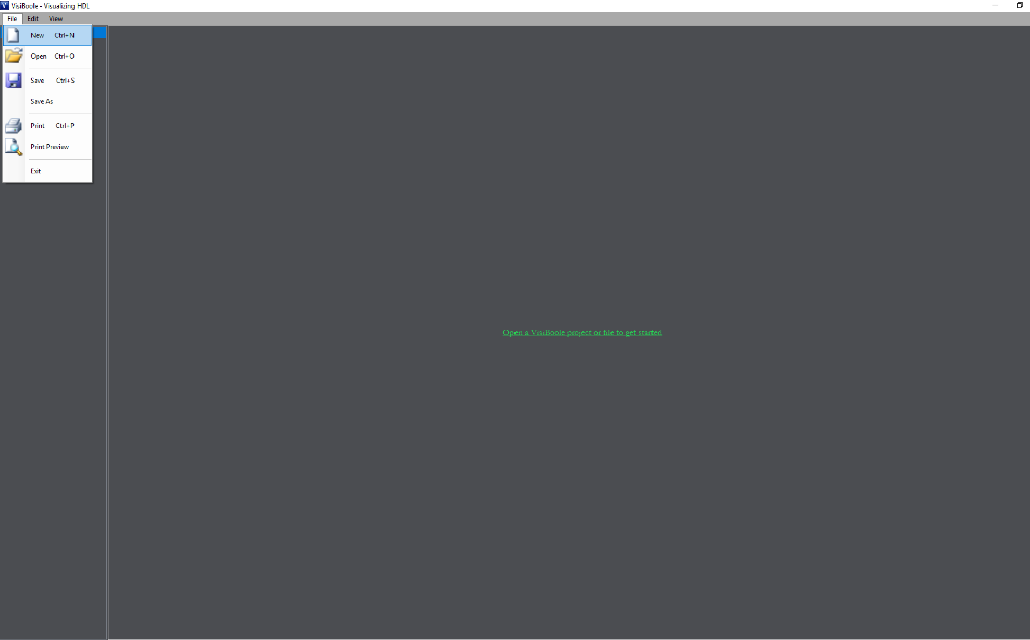 VisiBoole - Visualizing HDL
File Edit View
New Ctrl+N
Open Ctrl+O
Save Ctrl+S
Save As
Print Ctrl+P
Print Preview
Exit
Open a VisiBoole project or file to get started